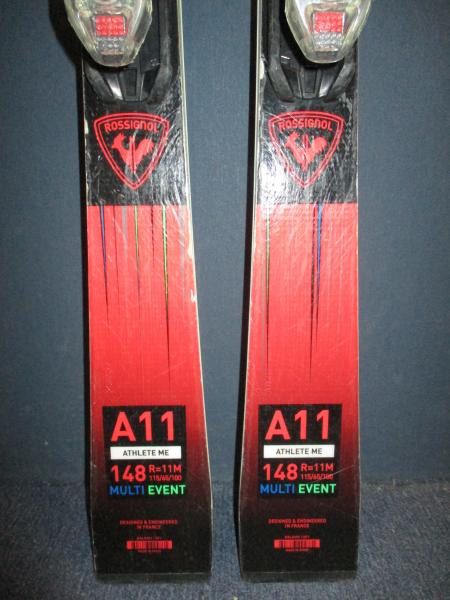 ROSSIGNOL
A11
ATHLETE ME
148 R=11M
115/65/100
MULTI EVENT
DESIGNED & ENGINEERED
IN FRANCE
ROSSIGNOL
A11
ATHLETE ME
148 R=11M
115/65/100
MULTI EVENT
DESIGNED & ENGINEERED
IN FRANCE